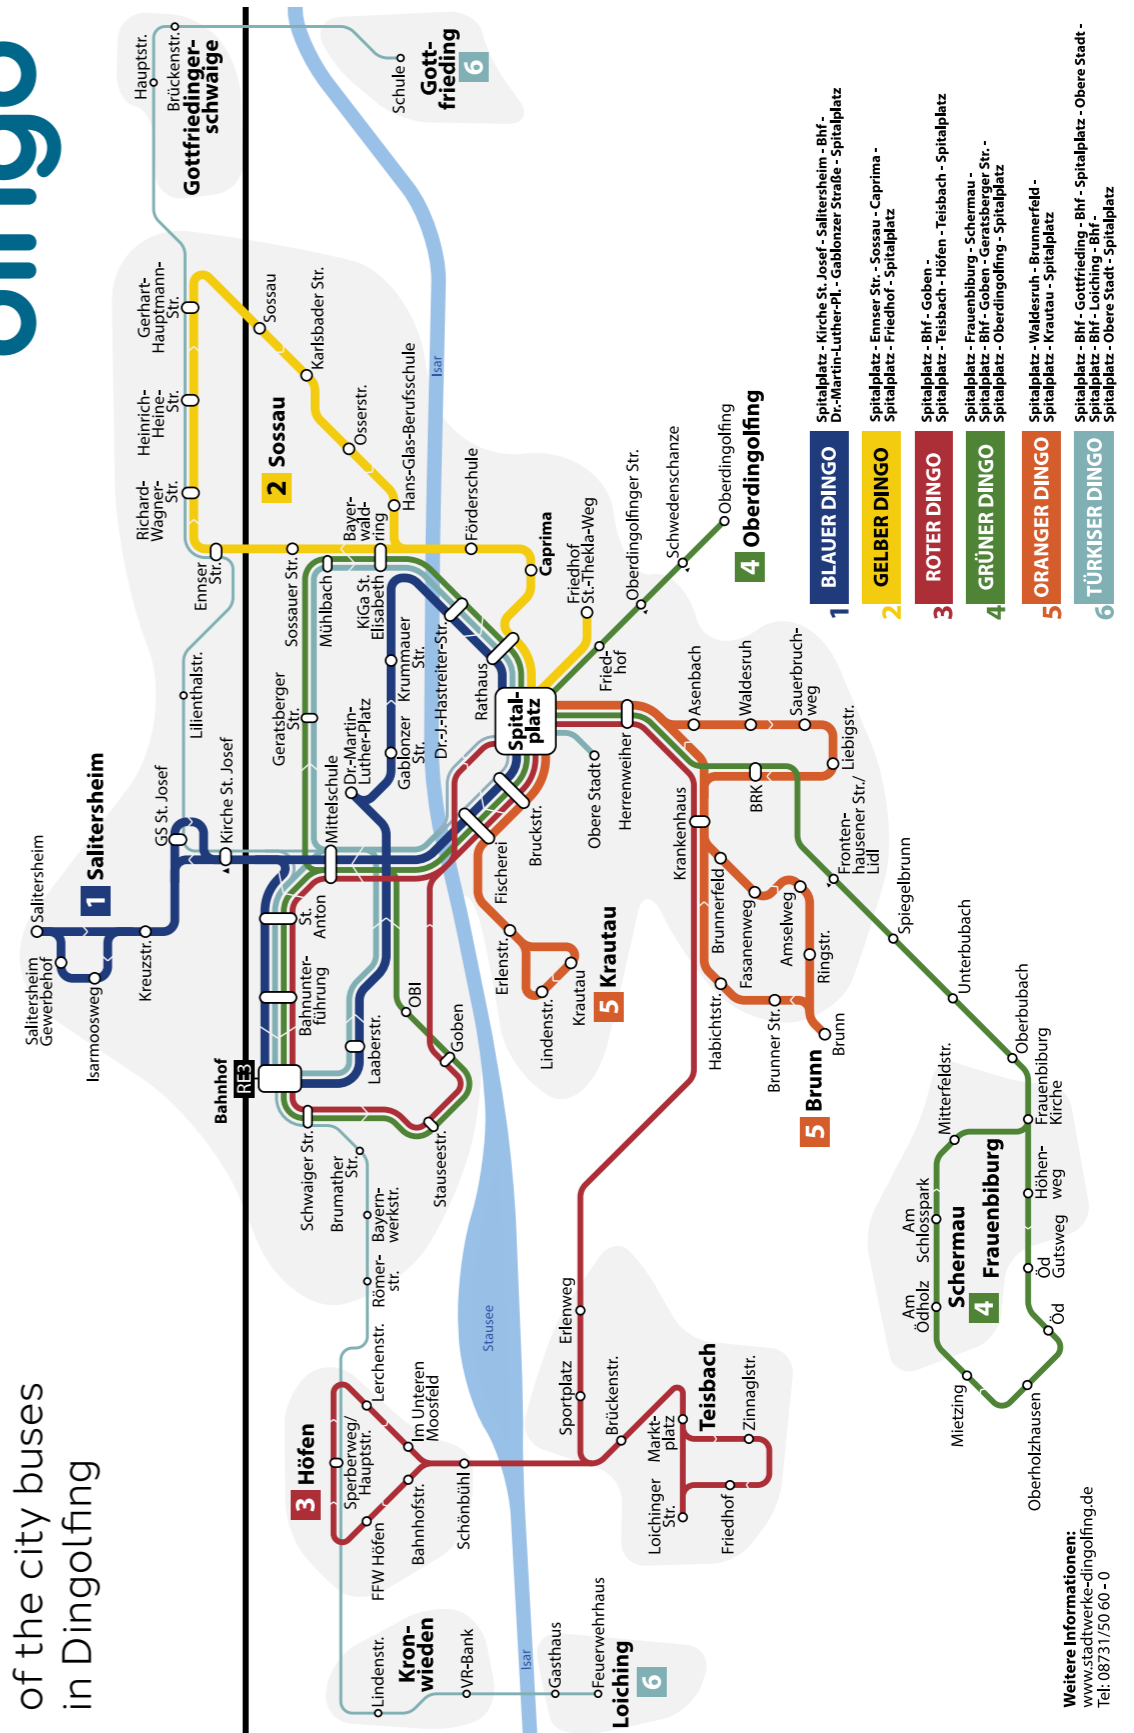 of the city buses
in Dingolfing
Hauptstr.
Brückenstr.
Gottfriedinger-
schwaige
Schule
Gott-
frieding
6
Gerhart-
Hauptmann-
Str.
Heinrich-
Heine-
Str.
Richard-
Wagner-
Str.
Sossau
Karlsbader Str.
2 Sossau
Osserstr.
Hans-Glas-Berufsschule
Isar
Ennser
Str.
Sossauer Str.
Bayer-
wald-
ring
Förderschule
Caprima
Mühlbach
KiGa St.
Elisabeth
Friedhof
St.-Thekla-Weg
Oberdingolfinger Str.
Schwedenschanze
Oberdingolfing
4 Oberdingolfing
Lilienthalstr.
Geratsberger
Str.
Krummauer
Str.
Dr.-J.-Hastreiter-Str.
Rathaus
Fried-
hof
Dr.-Martin-
Luther-Platz
Gablonzer
Str.
Spital-
platz
Mittelschule
Salitersheim
1 Salitersheim
GS St. Josef
Kirche St. Josef
Salitersheim
Gewerbehof
Isarmoosweg
Kreuzstr.
St.
Anton
Bahnunter-
führung
Bahnhof
RE3
Laaberstr.
OBI
Goben
Schwaiger Str.
Stauseestr.
Brumather
Str.
Bayern-
werkstr.
Römer-
str.
Bruckstr.
Fischerei
Erlenstr.
Lindenstr.
Krautau
5 Krautau
Obere Stadt
Herrenweiher
Asenbach
Waldesruh
Sauerbruch-
weg
Liebigstr.
BRK
Krankenhaus
Fronten-
hausener Str./
Lidl
Brunnerfeld
Fasanenweg
Amselweg
Ringstr.
Habichtstr.
Brunner Str.
Brunn
5 Brunn
Spiegelbrunn
Unterbubach
Oberbubach
Frauenbiburg
Kirche
Mitterfeldstr.
Höhen-
weg
Am
Schlosspark
Am
Ödholz
Schermau
4 Frauenbiburg
Öd
Gutsweg
Öd
Mietzing
Oberholzhausen
Stausee
Erlenweg
Sportplatz
Brückenstr.
Markt-
platz
Teisbach
Zinnaglstr.
Loichinger
Str.
Friedhof
3 Höfen
Lerchenstr.
Sperberweg/
Hauptstr.
Im Unteren
Moosfeld
FFW Höfen
Bahnhofstr.
Schönbühl
Lindenstr.
Kron-
wieden
VR-Bank
Isar
Gasthaus
Feuerwehrhaus
Loiching
6
1 BLAUER DINGO
Spitalplatz - Kirche St. Josef - Salitersheim - Bhf -
Dr.-Martin-Luther-Pl.- Gablonzer Straße - Spitalplatz
2 GELBER DINGO
Spitalplatz - Ennser Str. - Sossau - Caprima -
Spitalplatz - Friedhof - Spitalplatz
3 ROTER DINGO
Spitalplatz - Bhf - Goben -
Spitalplatz - Teisbach - Höfen - Teisbach - Spitalplatz
4 GRÜNER DINGO
Spitalplatz - Frauenbiburg - Schermau -
Spitalplatz - Bhf - Goben - Geratsberger Str. -
Spitalplatz - Oberdingolfing - Spitalplatz
5 ORANGER DINGO
Spitalplatz - Waldesruh - Brunnerfeld -
Spitalplatz - Krautau - Spitalplatz
6 TÜRKISER DINGO
Spitalplatz - Bhf - Gottfrieding - Bhf - Spitalplatz - Obere Stadt -
Spitalplatz - Bhf - Loiching - Bhf -
Spitalplatz - Obere Stadt - Spitalplatz
Weitere Informationen:
www.stadtwerke-dingolfing.de
Tel: 08731/50 60 - 0